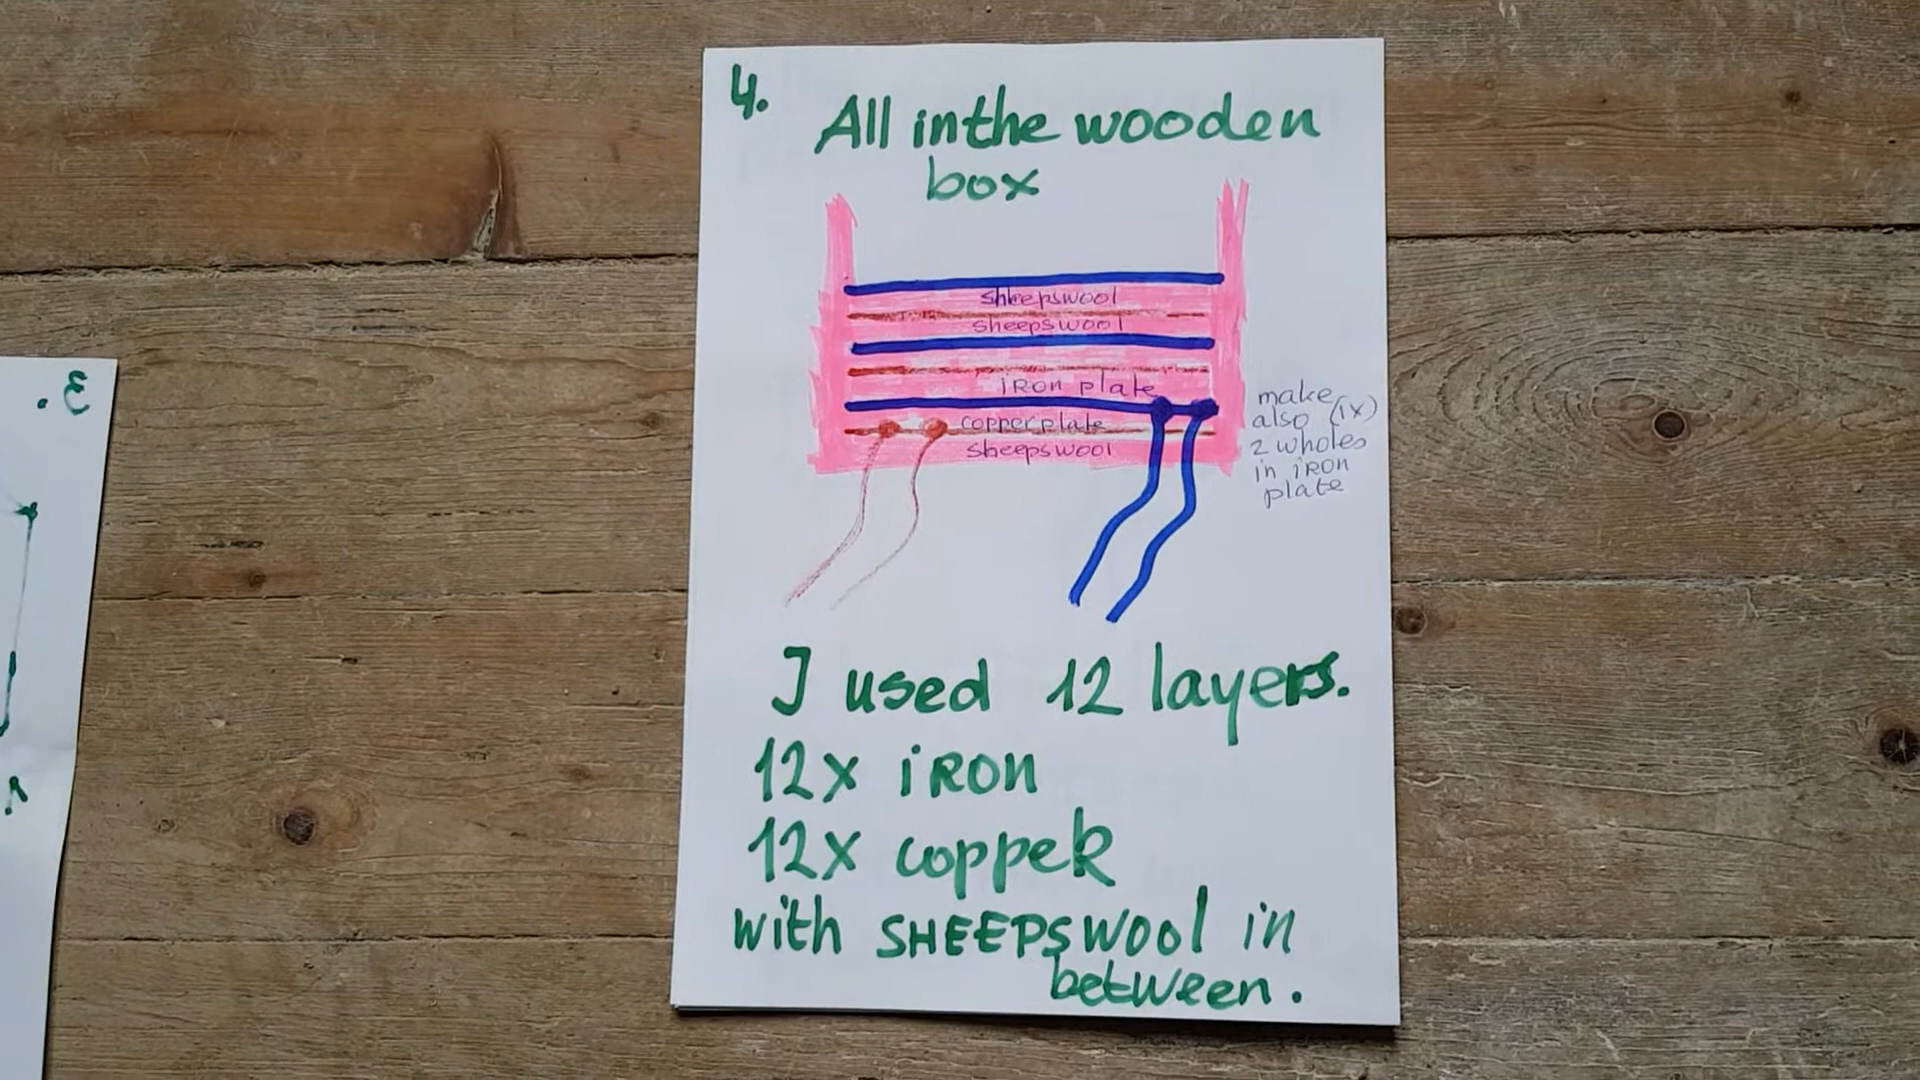 4.
All in the wooden
box
sheepswool
sheepswool
iron plate
copperplate
sheepswool
make
also (1x)
2 wholes
in iron
plate
I used 12 layers.
12x iron
12x copper
with SHEEPSWOOL in
between.
3.